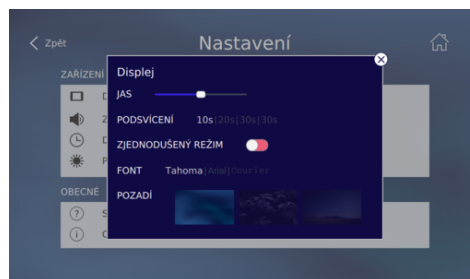 Zpět
Nastavení
ZAŘÍZENÍ
Displej
JAS
PODSVÍCENÍ 10s|20s|30s|30s
ZJEDNODUŠENÝ REŽIM
FONT Tahoma|Arial|Courier
OBECNÉ
POZADÍ